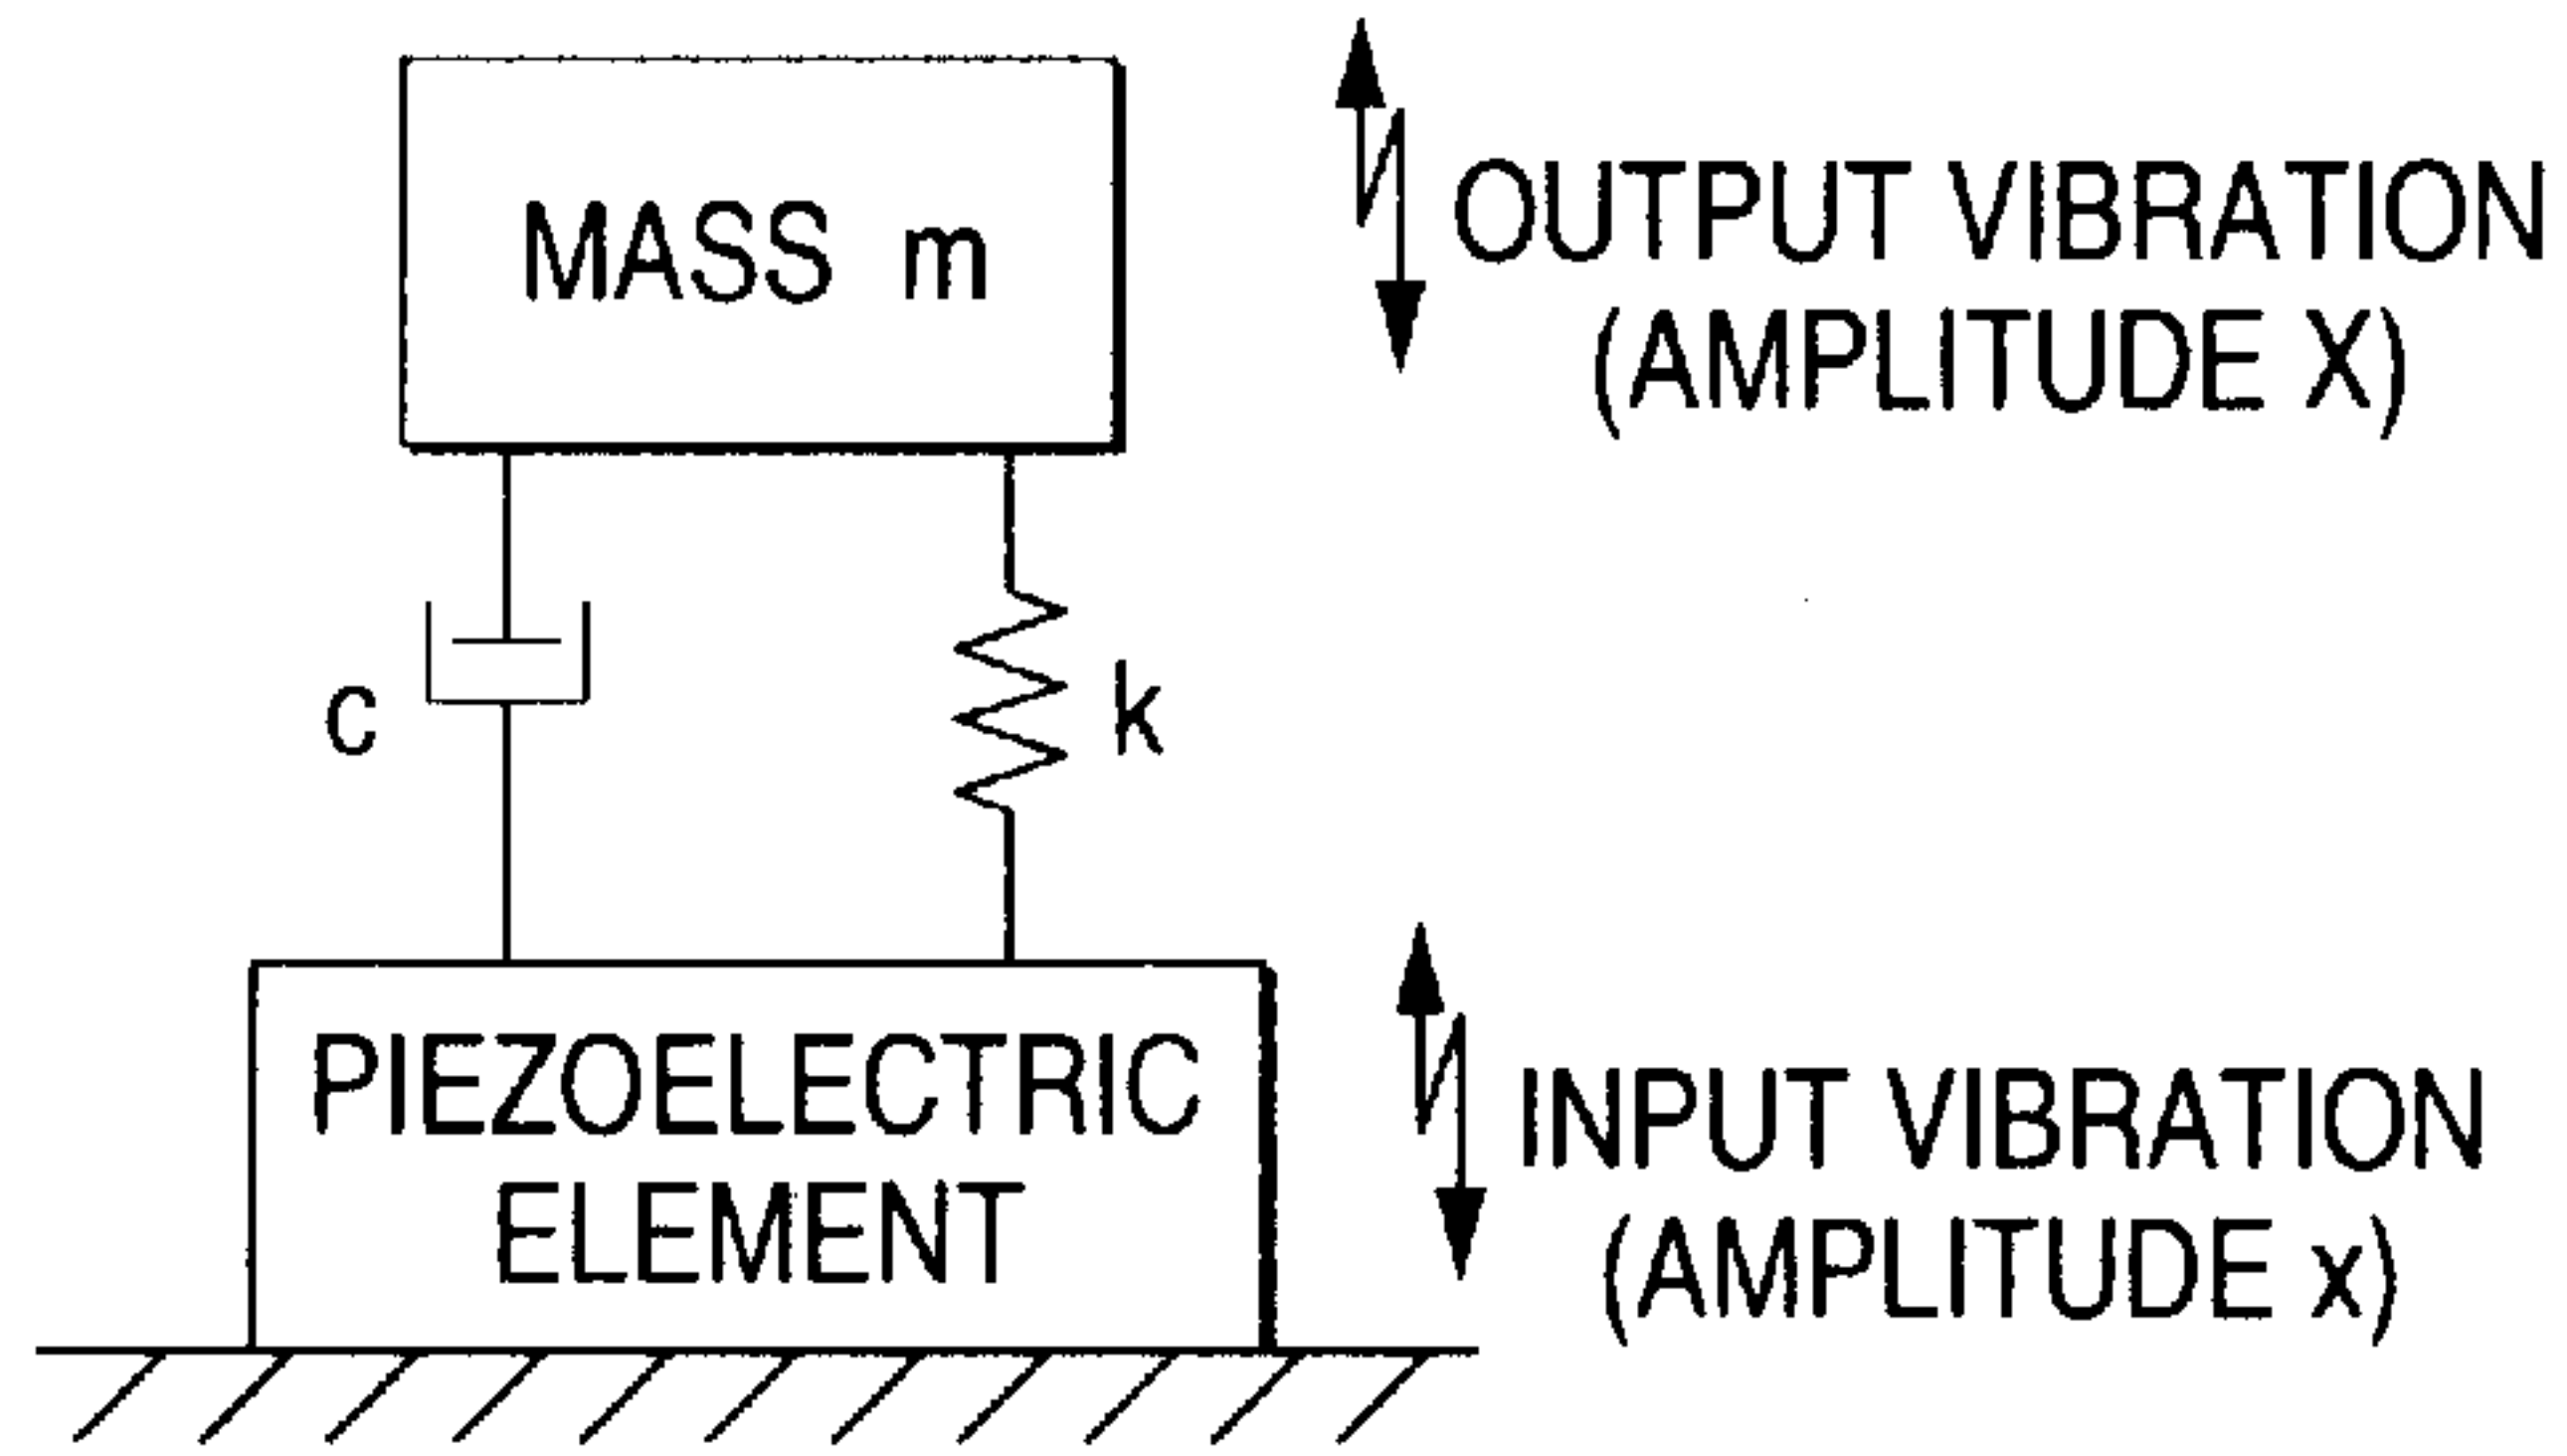 MASS m
OUTPUT VIBRATION
(AMPLITUDE X)
c
k
PIEZOELECTRIC
ELEMENT
INPUT VIBRATION
(AMPLITUDE x)